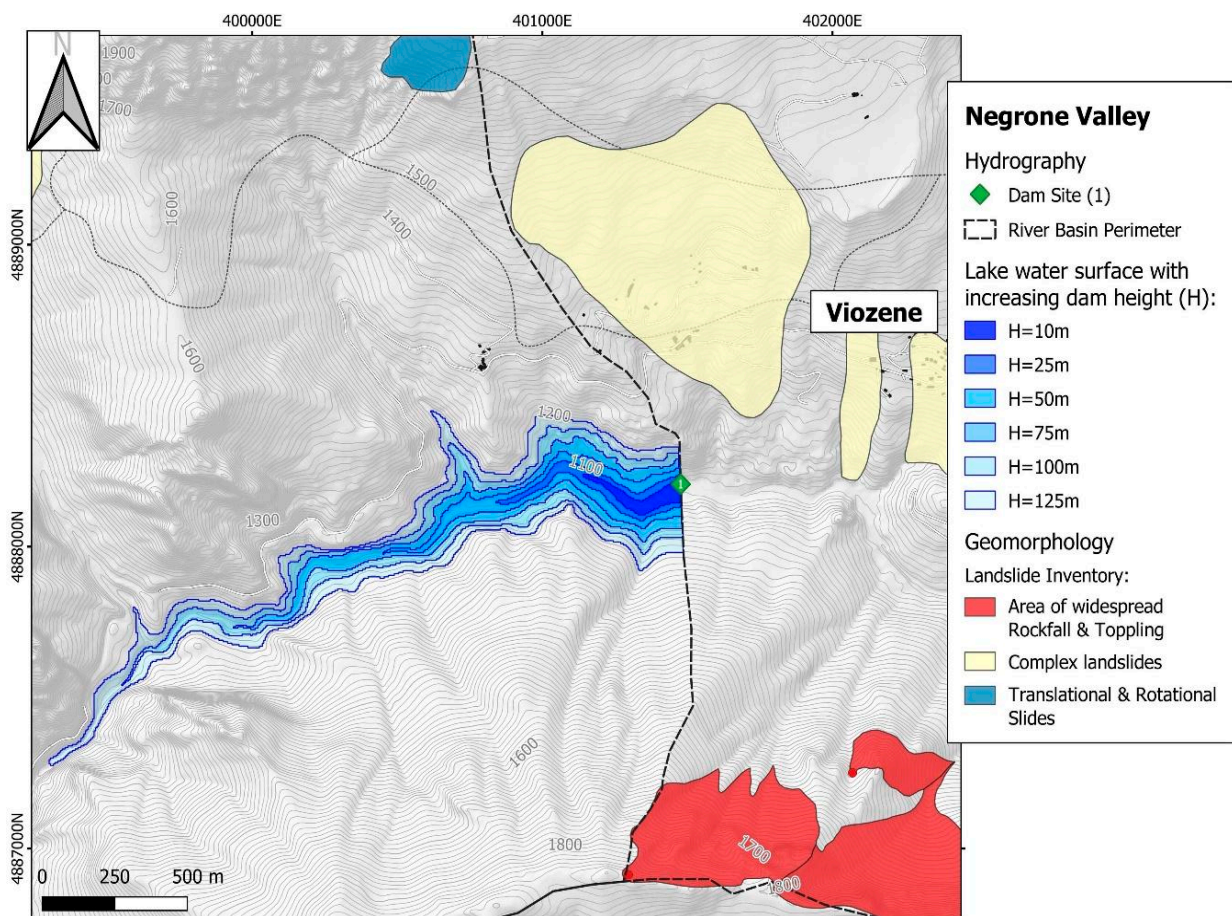 400000E
401000E
402000E
N
1900
1700
1500
1600
1400
4889000N
1600
Viozene
1200
1100
1300
4888000N
1600
4887000N
1800
1700
1800
0 250 500 m
1
Negrone Valley
Hydrography
Dam Site (1)
River Basin Perimeter
Lake water surface with
increasing dam height (H):
H=10m
H=25m
H=50m
H=75m
H=100m
H=125m
Geomorphology
Landslide Inventory:
Area of widespread
Rockfall & Toppling
Complex landslides
Translational & Rotational
Slides